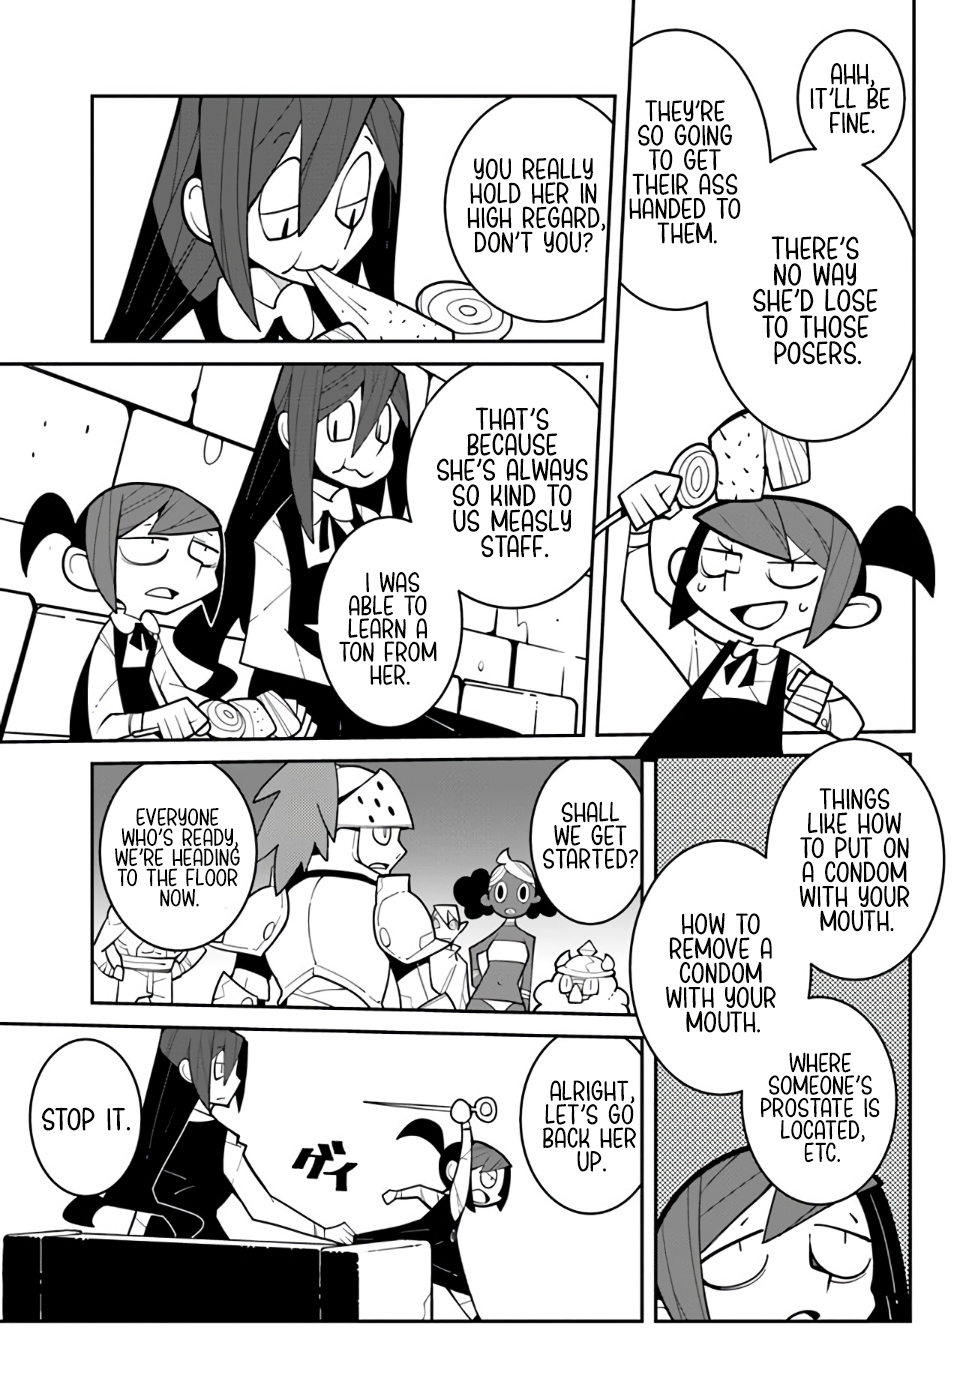 AHH,
IT'LL BE
FINE.
THEY'RE
SO GOING
TO GET
THEIR ASS
HANDED TO
THEM.
THERE'S
NO WAY
SHE'D LOSE
TO THOSE
POSERS.
YOU REALLY
HOLD HER IN
HIGH REGARD,
DON'T YOU?
THAT'S
BECAUSE
SHE'S ALWAYS
SO KIND TO
US MEASLY
STAFF.
I WAS
ABLE TO
LEARN A
TON FROM
HER.
THINGS
LIKE HOW
TO PUT ON
A CONDOM
WITH YOUR
MOUTH.
HOW TO
REMOVE A
CONDOM
WITH YOUR
MOUTH.
WHERE
SOMEONE'S
PROSTATE IS
LOCATED,
ETC.
SHALL
WE GET
STARTED?
EVERYONE
WHO'S READY,
WE'RE HEADING
TO THE FLOOR
NOW.
ALRIGHT,
LET'S GO
BACK HER
UP.
グイ
STOP IT.